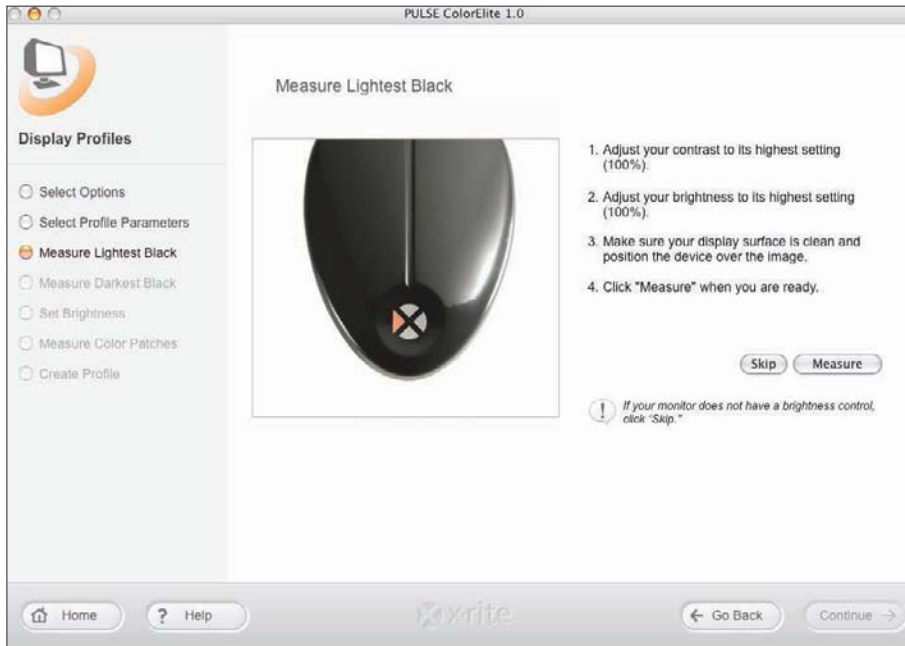 PULSE ColorElite 1.0
Display Profiles
Select Options
Select Profile Parameters
Measure Lightest Black
Measure Darkest Black
Set Brightness
Measure Color Patches
Create Profile
Measure Lightest Black
1. Adjust your contrast to its highest setting
(100%).
2. Adjust your brightness to its highest setting
(100%).
3. Make sure your display surface is clean and
position the device over the image.
4. Click "Measure" when you are ready.
Skip
Measure
! If your monitor does not have a brightness control,
click "Skip."
Home
? Help
x·rite
Go Back
Continue